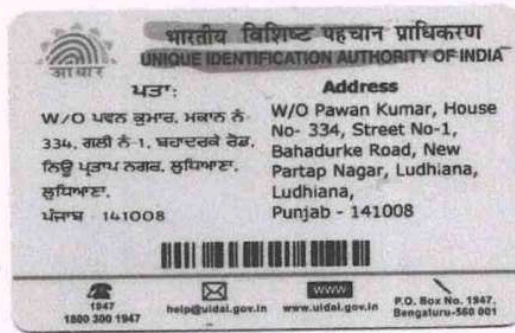 भारतीय विशिष्ट पहचान प्राधिकरण
UNIQUE IDENTIFICATION AUTHORITY OF INDIA
आधार
ਪਤਾ:
W/O ਪਵਨ ਕੁਮਾਰ, ਮਕਾਨ ਨੰ-
334, ਗਲੀ ਨੰ-1, ਬਹਾਦਰਕੇ ਰੋਡ,
ਨਿਊ ਪ੍ਰਤਾਪ ਨਗਰ, ਲੁਧਿਆਣਾ,
ਲੁਧਿਆਣਾ,
ਪੰਜਾਬ - 141008
Address
W/O Pawan Kumar, House
No- 334, Street No-1,
Bahadurke Road, New
Partap Nagar, Ludhiana,
Ludhiana,
Punjab - 141008
1947
1800 300 1947
help@uidai.gov.in
www
www.uidai.gov.in
P.O. Box No. 1947,
Bengaluru-560 001